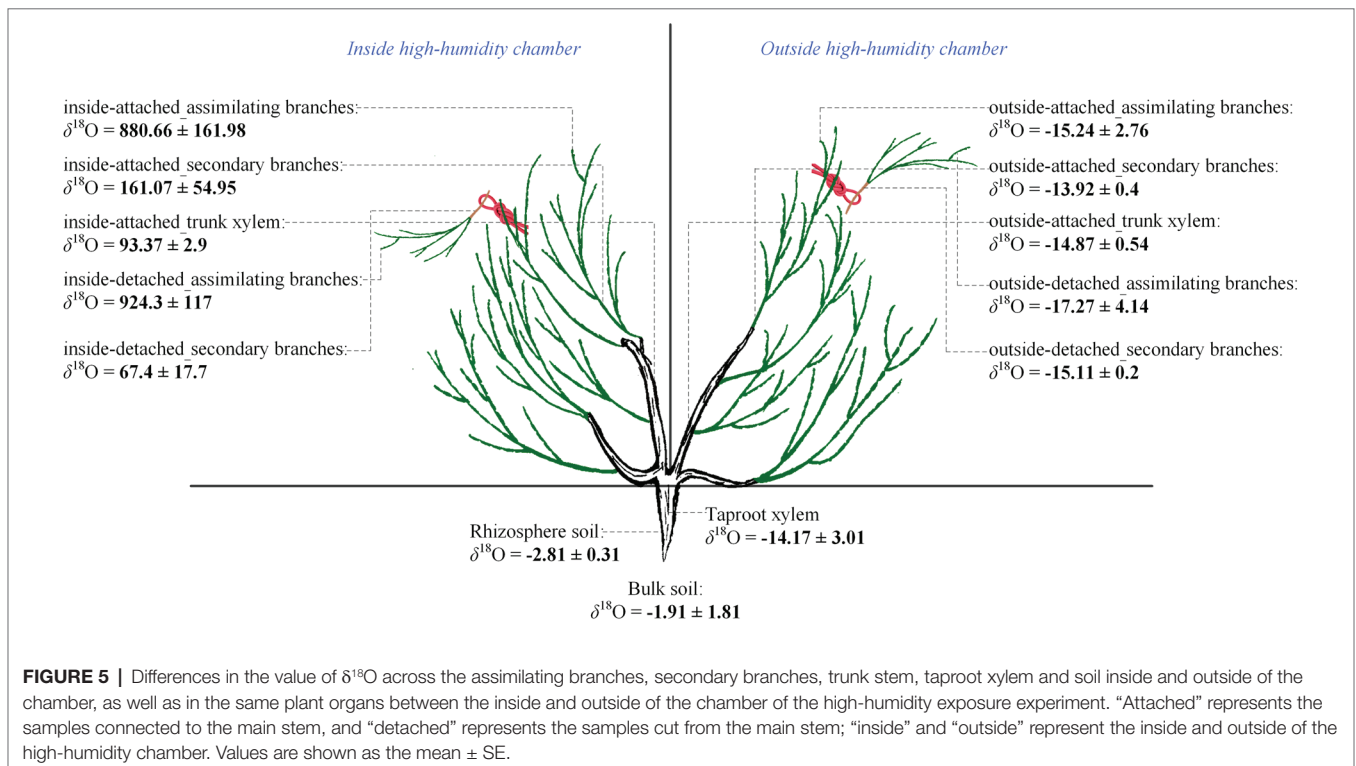 Inside high-humidity chamber
Outside high-humidity chamber
inside-attached_assimilating branches:
δ¹⁸O = 880.66 ± 161.98
inside-attached_secondary branches:
δ¹⁸O = 161.07 ± 54.95
inside-attached_trunk xylem:
δ¹⁸O = 93.37 ± 2.9
inside-detached_assimilating branches:
δ¹⁸O = 924.3 ± 117
inside-detached_secondary branches:
δ¹⁸O = 67.4 ± 17.7
outside-attached_assimilating branches:
δ¹⁸O = -15.24 ± 2.76
outside-attached_secondary branches:
δ¹⁸O = -13.92 ± 0.4
outside-attached_trunk xylem:
δ¹⁸O = -14.87 ± 0.54
outside-detached_assimilating branches:
δ¹⁸O = -17.27 ± 4.14
outside-detached_secondary branches:
δ¹⁸O = -15.11 ± 0.2
Rhizosphere soil:
δ¹⁸O = -2.81 ± 0.31
Taproot xylem
δ¹⁸O = -14.17 ± 3.01
Bulk soil:
δ¹⁸O = -1.91 ± 1.81
FIGURE 5 | Differences in the value of δ¹⁸O across the assimilating branches, secondary branches, trunk stem, taproot xylem and soil inside and outside of the
chamber, as well as in the same plant organs between the inside and outside of the chamber of the high-humidity exposure experiment. “Attached” represents the
samples connected to the main stem, and “detached” represents the samples cut from the main stem; “inside” and “outside” represent the inside and outside of the
high-humidity chamber. Values are shown as the mean ± SE.